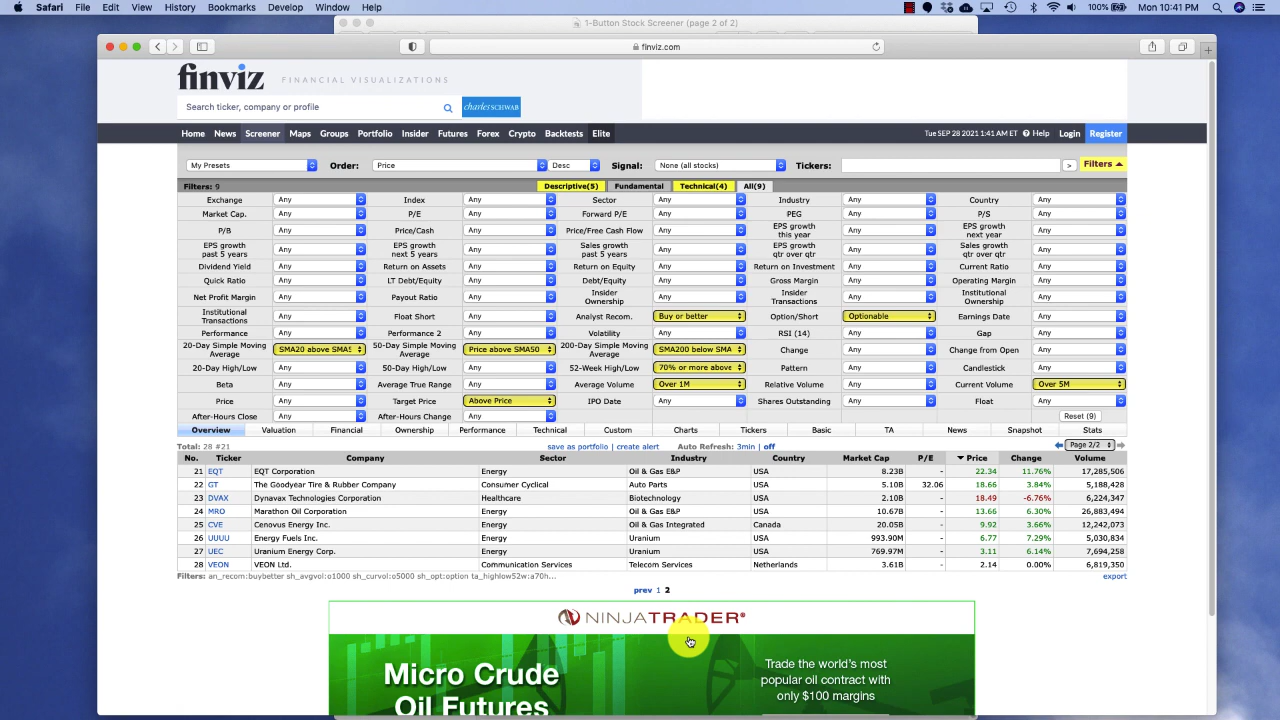 Safari File Edit View History Bookmarks Develop Window Help 100% Mon 10:41 PM
1-Button Stock Screener (page 2 of 2)
finviz.com
finviz FINANCIAL VISUALIZATIONS
Search ticker, company or profile charles SCHWAB
Home News Screener Maps Groups Portfolio Insider Futures Forex Crypto Backtests Elite Tue SEP 28 2021 1:41 AM ET Help Login Register
My Presets Order: Price Desc Signal: None (all stocks) Tickers: > Filters
Filters: 9 Descriptive(5) Fundamental Technical(4) All(9)
Exchange Any Index Any Sector Any Industry Any Country Any
Market Cap. Any P/E Any Forward P/E Any PEG Any P/S Any
P/B Any Price/Cash Any Price/Free Cash Flow Any EPS growth this year Any EPS growth next year Any
EPS growth past 5 years Any EPS growth next 5 years Any Sales growth past 5 years Any EPS growth qtr over qtr Any Sales growth qtr over qtr Any
Dividend Yield Any Return on Assets Any Return on Equity Any Return on Investment Any Current Ratio Any
Quick Ratio Any LT Debt/Equity Any Debt/Equity Any Gross Margin Any Operating Margin Any
Net Profit Margin Any Payout Ratio Any Insider Ownership Any Insider Transactions Any Institutional Ownership Any
Institutional Transactions Any Float Short Any Analyst Recom. Buy or better Option/Short Optionable Earnings Date Any
Performance Any Performance 2 Any Volatility Any RSI (14) Any Gap Any
20-Day Simple Moving Average SMA20 above SMA5 50-Day Simple Moving Average Price above SMA50 200-Day Simple Moving Average SMA200 below SMA Change Any Change from Open Any
20-Day High/Low Any 50-Day High/Low Any 52-Week High/Low 70% or more above Pattern Any Candlestick Any
Beta Any Average True Range Any Average Volume Over 1M Relative Volume Any Current Volume Over 5M
Price Any Target Price Above Price IPO Date Any Shares Outstanding Any Float Any
After-Hours Close Any After-Hours Change Any Reset (9)
Overview Valuation Financial Ownership Performance Technical Custom Charts Tickers Basic TA News Snapshot Stats
Total: 28 #21 save as portfolio | create alert Auto Refresh: 3min | off Page 2/2
No. Ticker Company Sector Industry Country Market Cap P/E Price Change Volume
21 EQT EQT Corporation Energy Oil & Gas E&P USA 8.23B - 22.34 11.76% 17,285,506
22 GT The Goodyear Tire & Rubber Company Consumer Cyclical Auto Parts USA 5.10B 32.06 18.66 3.84% 5,188,428
23 DVAX Dynavax Technologies Corporation Healthcare Biotechnology USA 2.10B - 18.49 -6.76% 6,224,347
24 MRO Marathon Oil Corporation Energy Oil & Gas E&P USA 10.67B - 13.66 6.30% 26,883,494
25 CVE Cenovus Energy Inc. Energy Oil & Gas Integrated Canada 20.05B - 9.92 3.66% 12,242,073
26 UUUU Energy Fuels Inc. Energy Uranium USA 993.90M - 6.77 7.29% 5,030,834
27 UEC Uranium Energy Corp. Energy Uranium USA 769.97M - 3.11 6.14% 7,694,258
28 VEON VEON Ltd. Communication Services Telecom Services Netherlands 3.61B - 2.14 0.00% 6,819,350
Filters: an_recom:buybetter sh_avgvol:o1000 sh_curvol:o5000 sh_opt:option ta_highlow52w:a70h... export
prev 1 2
NINJATRADER®
Micro Crude
Oil Futures
Trade the world's most
popular oil contract with
only $100 margins